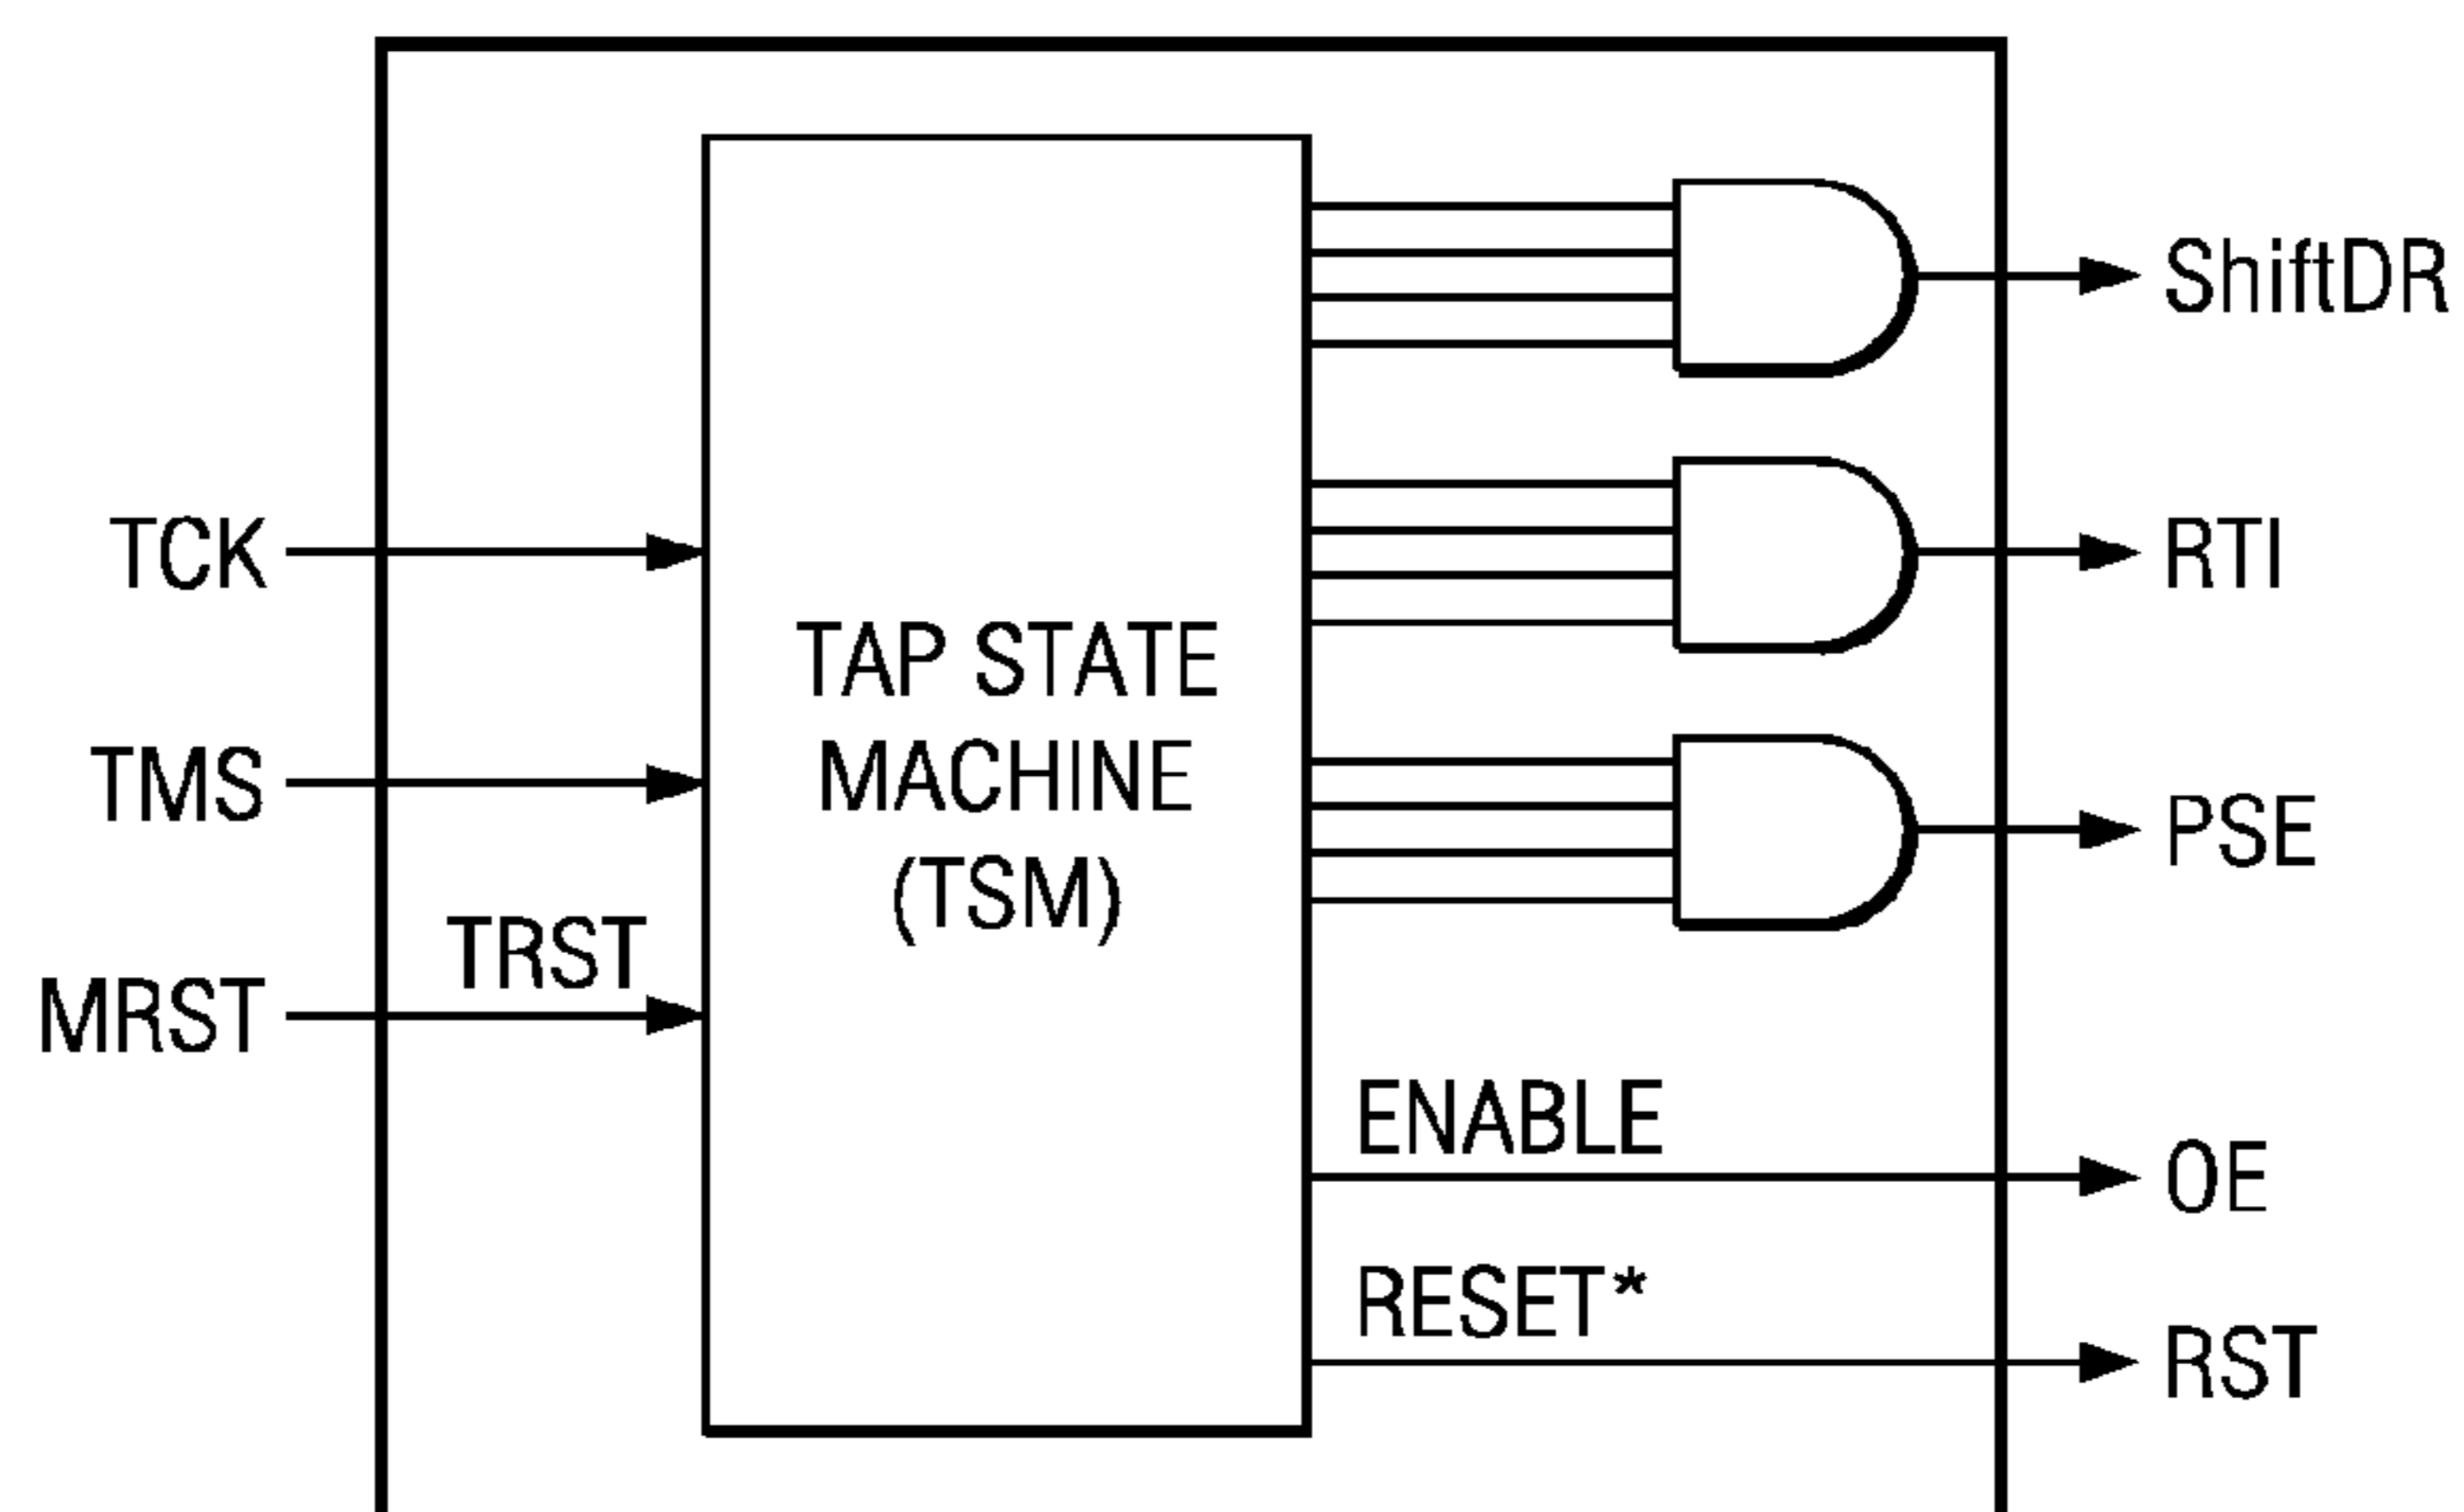 ShiftDR
TCK
RTI
TAP STATE
MACHINE
(TSM)
TMS
PSE
TRST
MRST
ENABLE
OE
RESET*
RST